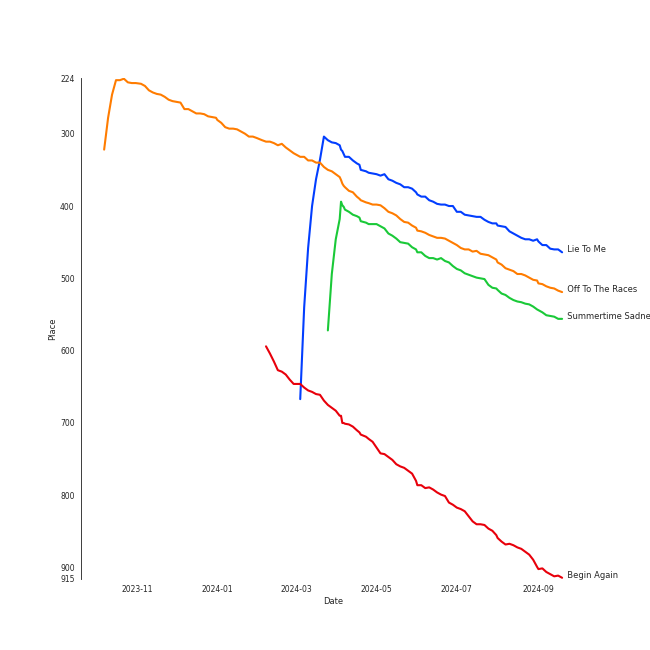 224
300
400
500
600
700
800
900
915
Place
2023-11
2024-01
2024-03
2024-05
2024-07
2024-09
Date
Lie To Me
Off To The Races
Summertime Sadne
Begin Again